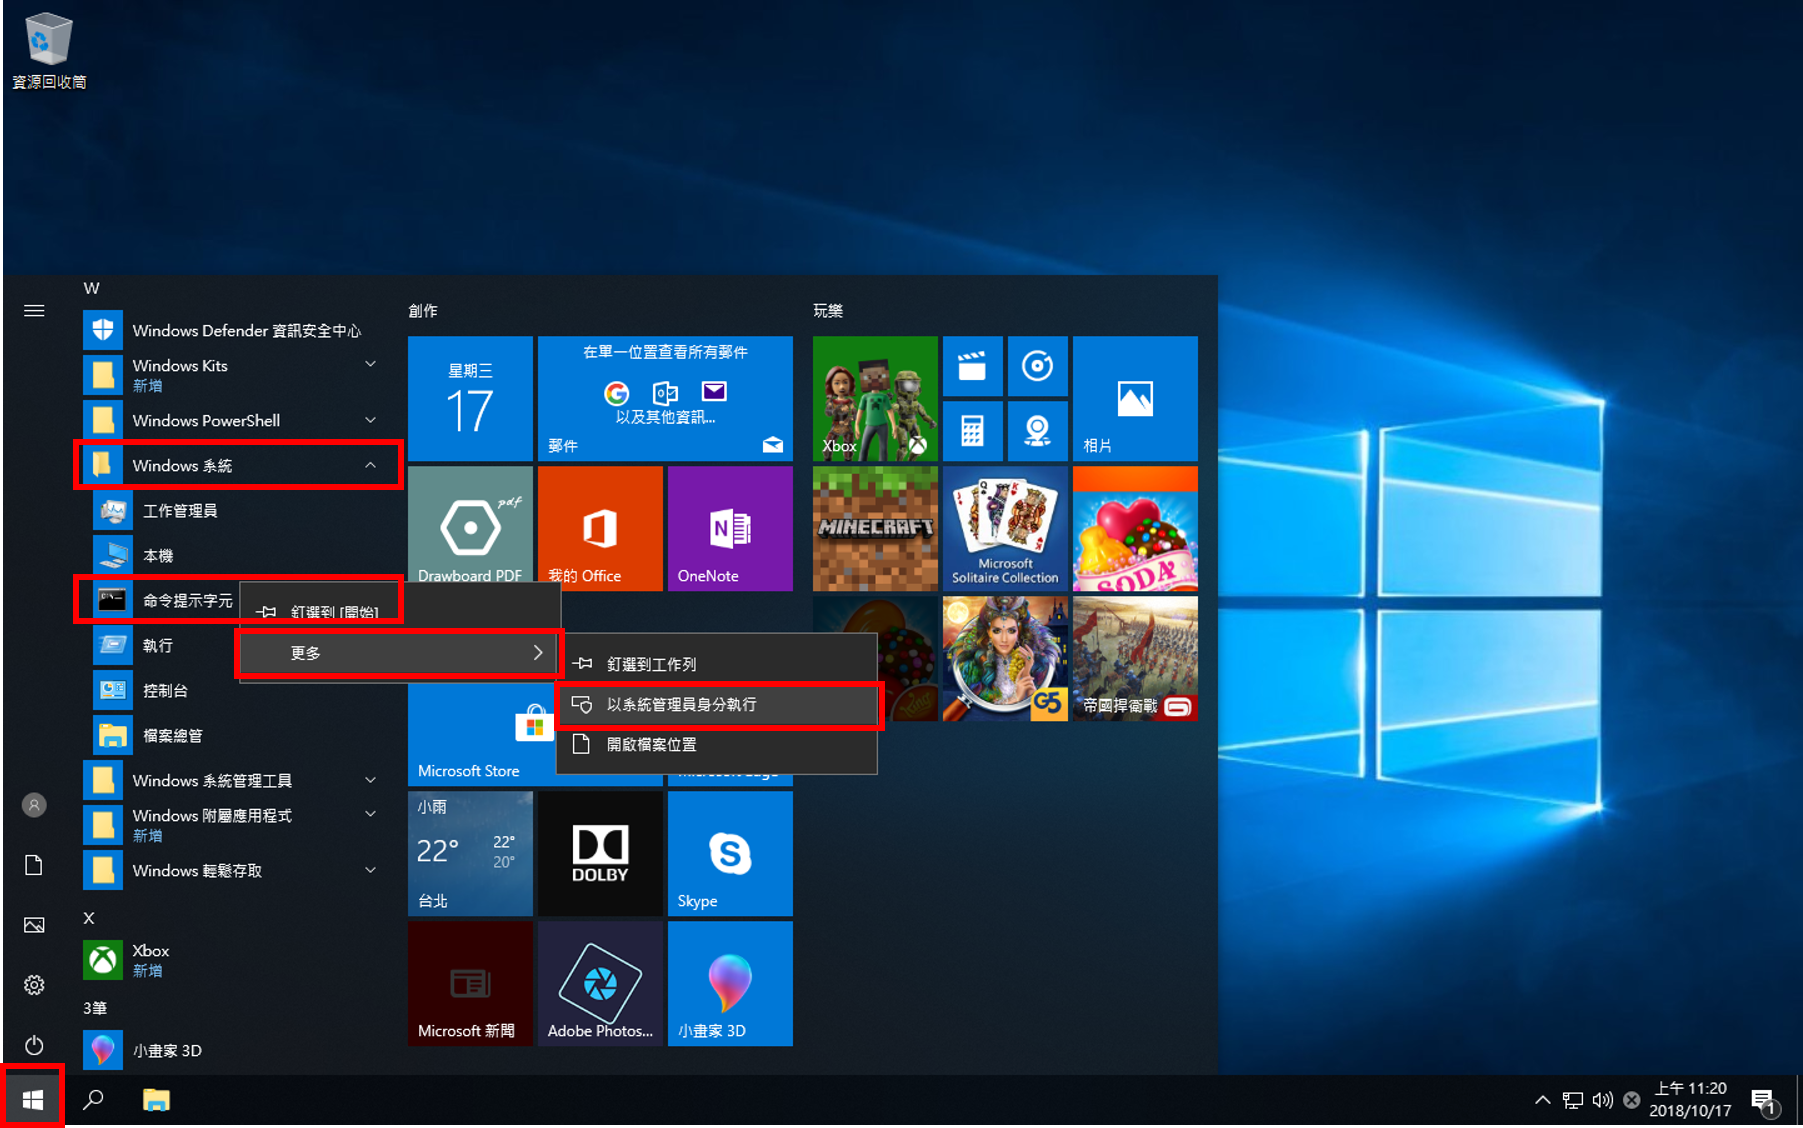 資源回收筒
W
Windows Defender 資訊安全中心
Windows Kits
新增
Windows PowerShell
Windows 系統
工作管理員
本機
命令提示字元
執行
控制台
檔案總管
Windows 系統管理工具
Windows 附屬應用程式
新增
Windows 輕鬆存取
X
Xbox
新增
3筆
小畫家 3D
釘選到 [開始]
更多
釘選到工作列
以系統管理員身分執行
開啟檔案位置
創作
星期三
17
在單一位置查看所有郵件
以及其他資訊...
郵件
pdf
Drawboard PDF
我的 Office
OneNote
Microsoft Store
Microsoft Edge
小雨
22°
22°
20°
台北
DOLBY
Skype
Microsoft 新聞
Adobe Photos...
小畫家 3D
玩樂
Xbox
相片
MINECRAFT
Microsoft
Solitaire Collection
SODA
G5
帝國捍衛戰
上午 11:20
2018/10/17
1